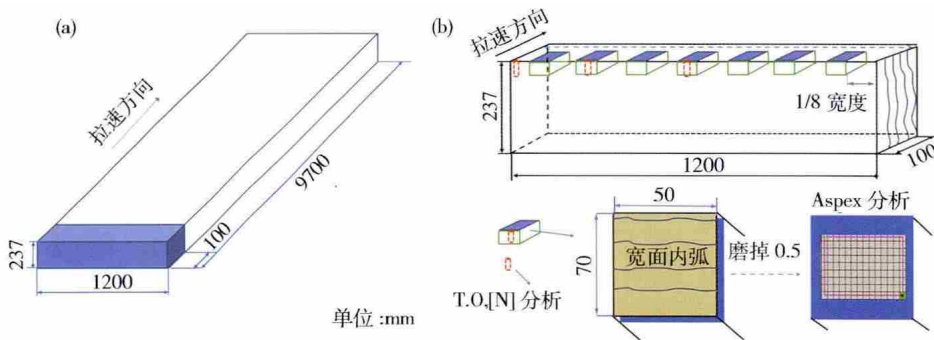 (a)
拉速方向
9700
100
237
1200
单位:mm
(b)
拉速方向
237
1/8 宽度
100
1200
50
Aspex 分析
70
宽面内弧
磨掉 0.5
T.O,[N] 分析